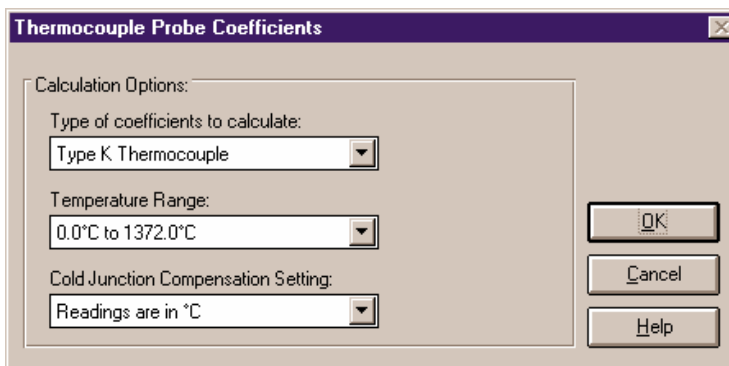 Thermocouple Probe Coefficients
Calculation Options:
Type of coefficients to calculate:
Type K Thermocouple
Temperature Range:
0.0°C to 1372.0°C
Cold Junction Compensation Setting:
Readings are in °C
OK
Cancel
Help